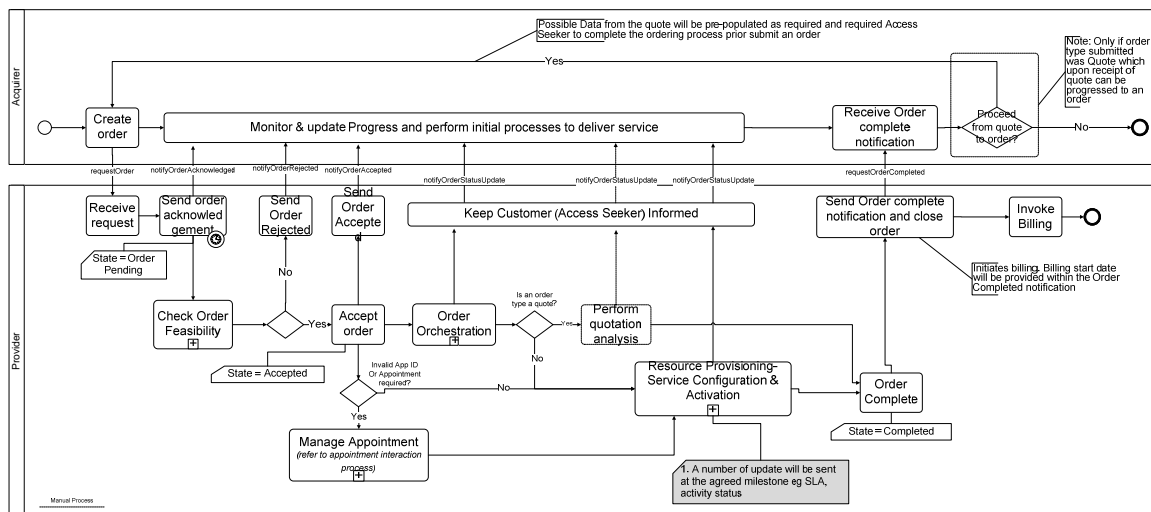 Possible Data from the quote will be pre-populated as required and required Access
Seeker to complete the ordering process prior submit an
order
Note: Only if order
type submitted
was Quote which
upon receipt of
quote can be
progressed to an
order
Yes
Acquirer
Create
order
Monitor & update Progress and perform initial processes to deliver service
Receive Order
complete
notification
Proceed
from quote
to order?
No
requestOrder
notifyOrderAcknowledged
notifyOrderRejected
notifyOrderAccepted
notifyOrderStatusUpdate
notifyOrderStatusUpdate
notifyOrderStatusUpdate
requestOrderCompleted
Provider
Receive
request
Send order
acknowled
gement
Send
Order
Rejected
Send
Order
Accepte
d
Keep Customer (Access Seeker) Informed
Send Order complete
notification and close
order
Invoke
Billing
State = Order
Pending
No
Initiates billing. Billing start date
will be provided within the Order
Completed notification
Check Order
Feasibility
Yes
Accept
order
Order
Orchestration
Is an order
type a quote?
Yes
Perform
quotation
analysis
No
State = Accepted
Invalid App ID
Or Appointment
required?
No
Yes
Resource Provisioning-
Service Configuration &
Activation
Order
Complete
State = Completed
Manage Appointment
(refer to appointment interaction
process)
1. A number of update will be sent
at the agreed milestone eg SLA,
activity status
Manual Process